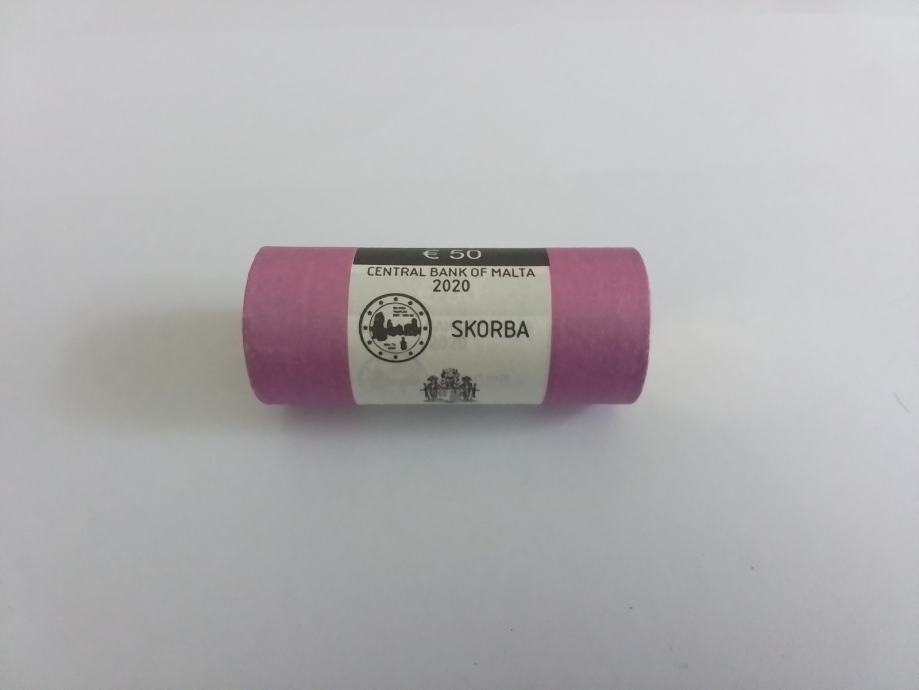 € 50
CENTRAL BANK OF MALTA
2020
SKORBA